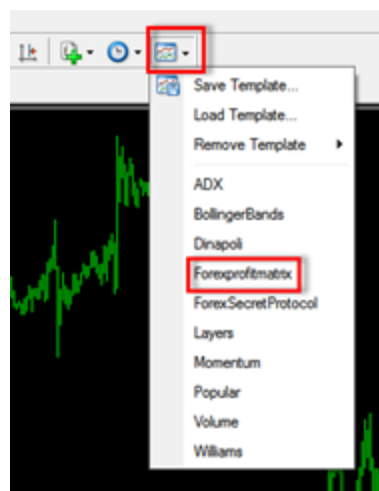 Save Template...
Load Template...
Remove Template
ADX
BollingerBands
Dinapoli
Forexprofitmatrix
ForexSecretProtocol
Layers
Momentum
Popular
Volume
Williams